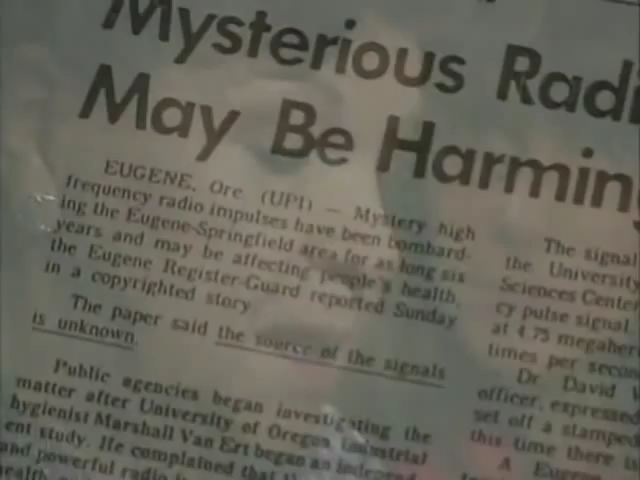 Mysterious
May Be
EUGENE, Ore. (UPI) — Mystery high
frequency radio impulses have been bombard-
ing the Eugene-Springfield area for as long six
years and may be affecting people's health,
the Eugene Register-Guard reported Sunday
in a copyrighted story
The paper said the source of the signals
is unknown.
Public agencies began investigating the
matter after University of Oregon industrial
hygienist Marshall Van Ert began an independ-
ent study. He complained that
and powerful radio
The signal
the University
Sciences Center
cy pulse signal
at 4.75
times per
Dr. David
officer, expressed
set off a stamped
this time there
A Eugene